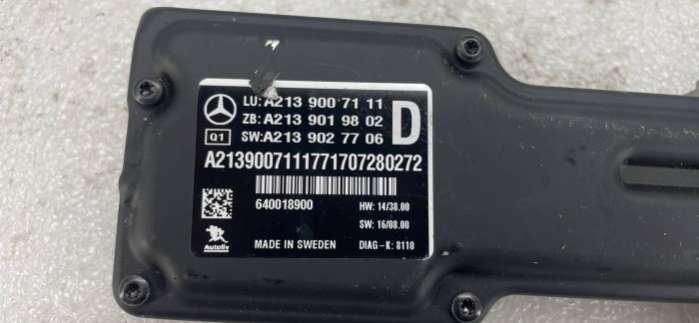 LU: A213 900 71 11
ZB: A213 901 98 02
Q1 SW: A213 902 77 06
D
A2139007111771707280272
640018900
HW: 14/38.00
SW: 16/08.00
Autoliv
MADE IN SWEDEN
DIAG-K: 8110